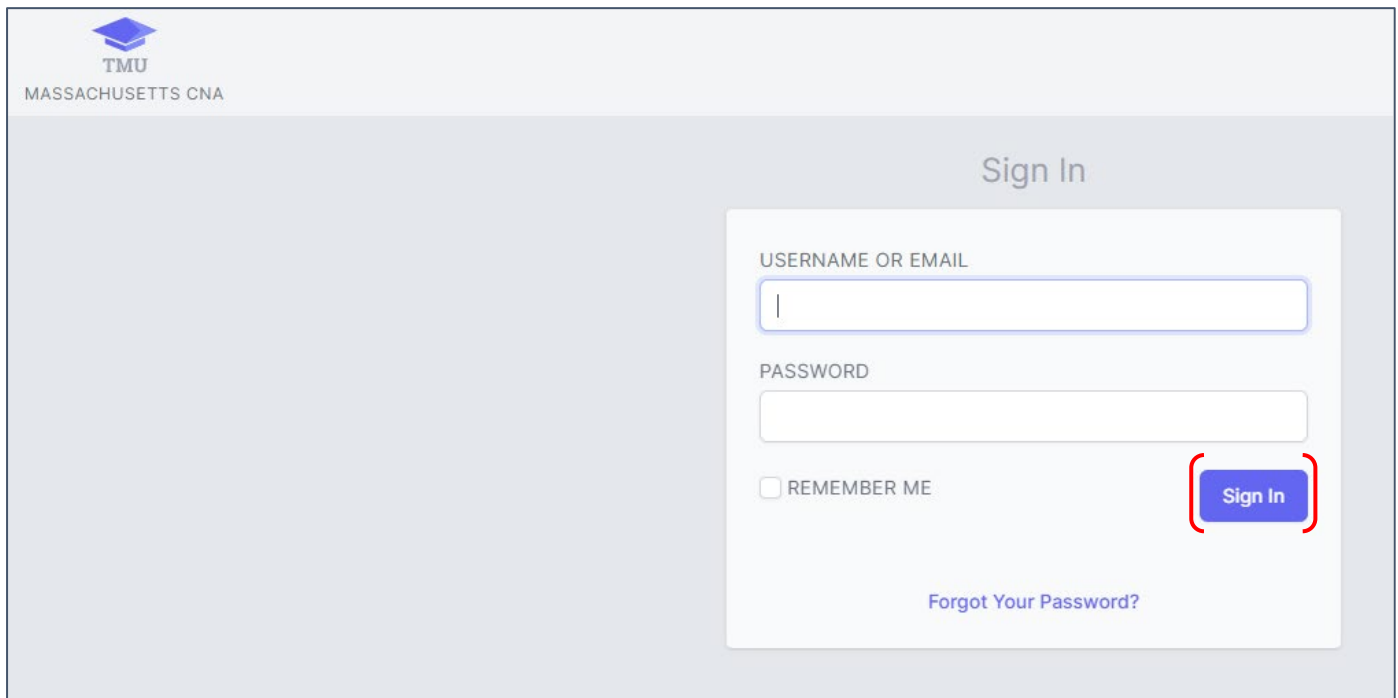 TMU
MASSACHUSETTS CNA
Sign In
USERNAME OR EMAIL
PASSWORD
REMEMBER ME
Sign In
Forgot Your Password?